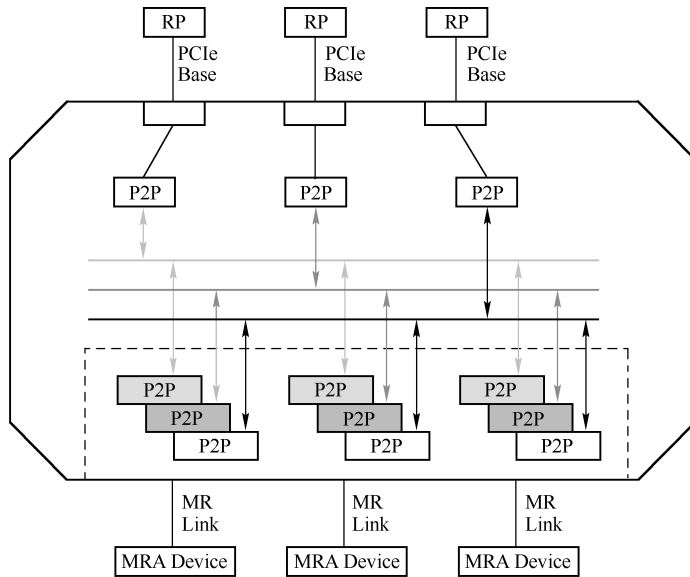 RP
RP
RP
PCIe
Base
PCIe
Base
PCIe
Base
P2P
P2P
P2P
P2P
P2P
P2P
P2P
P2P
P2P
P2P
P2P
P2P
MR
Link
MR
Link
MR
Link
MRA Device
MRA Device
MRA Device